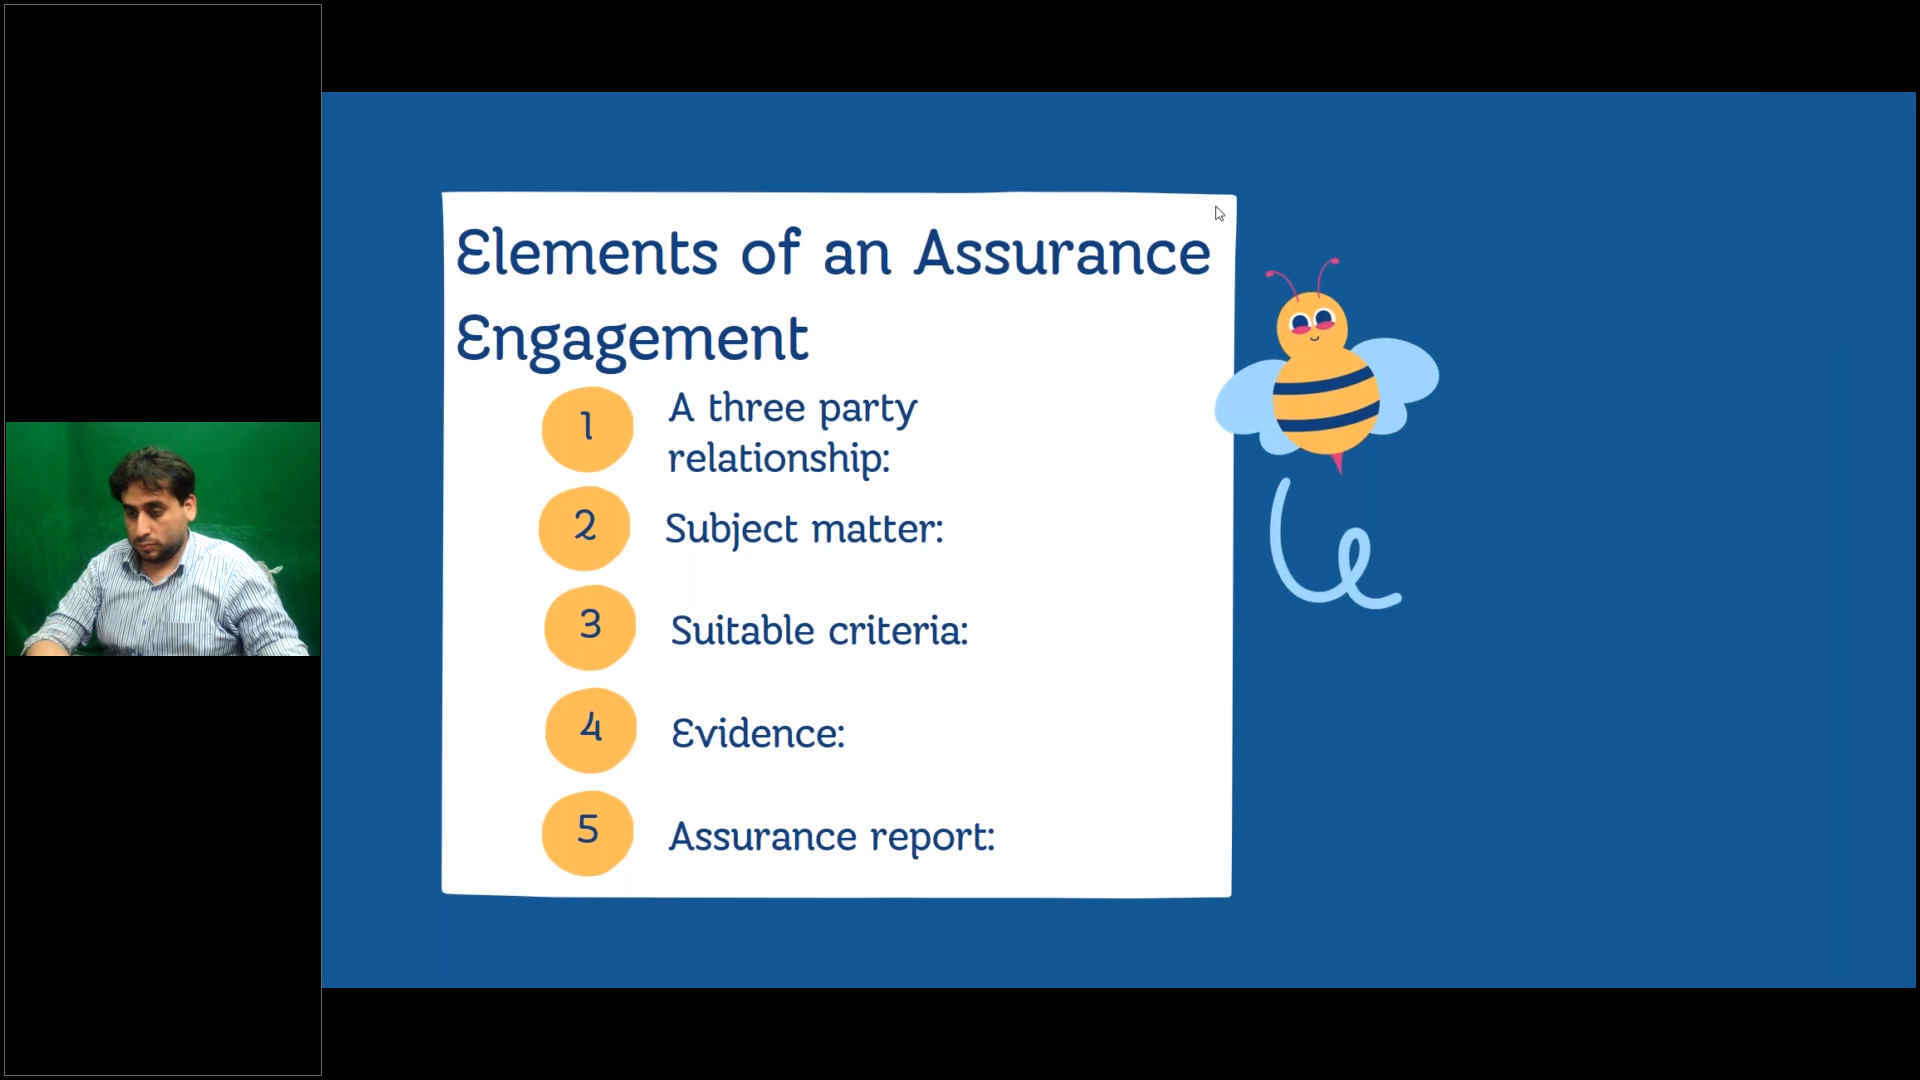 Elements of an Assurance
Engagement
1 A three party
relationship:
2 Subject matter:
3 Suitable criteria:
4 Evidence:
5 Assurance report: